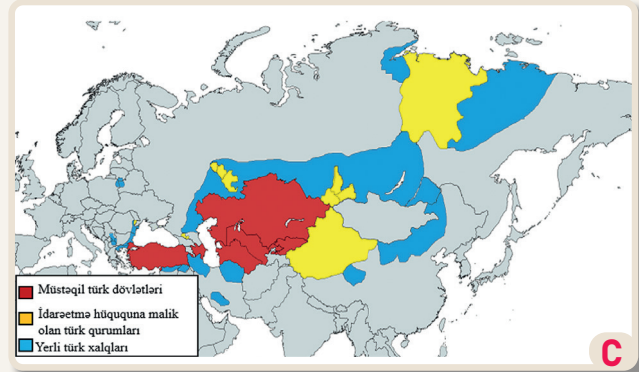 Müstəqil türk dövlətləri
İdarəetmə hüququna malik
olan türk qurumları
Yerli türk xalqları
C